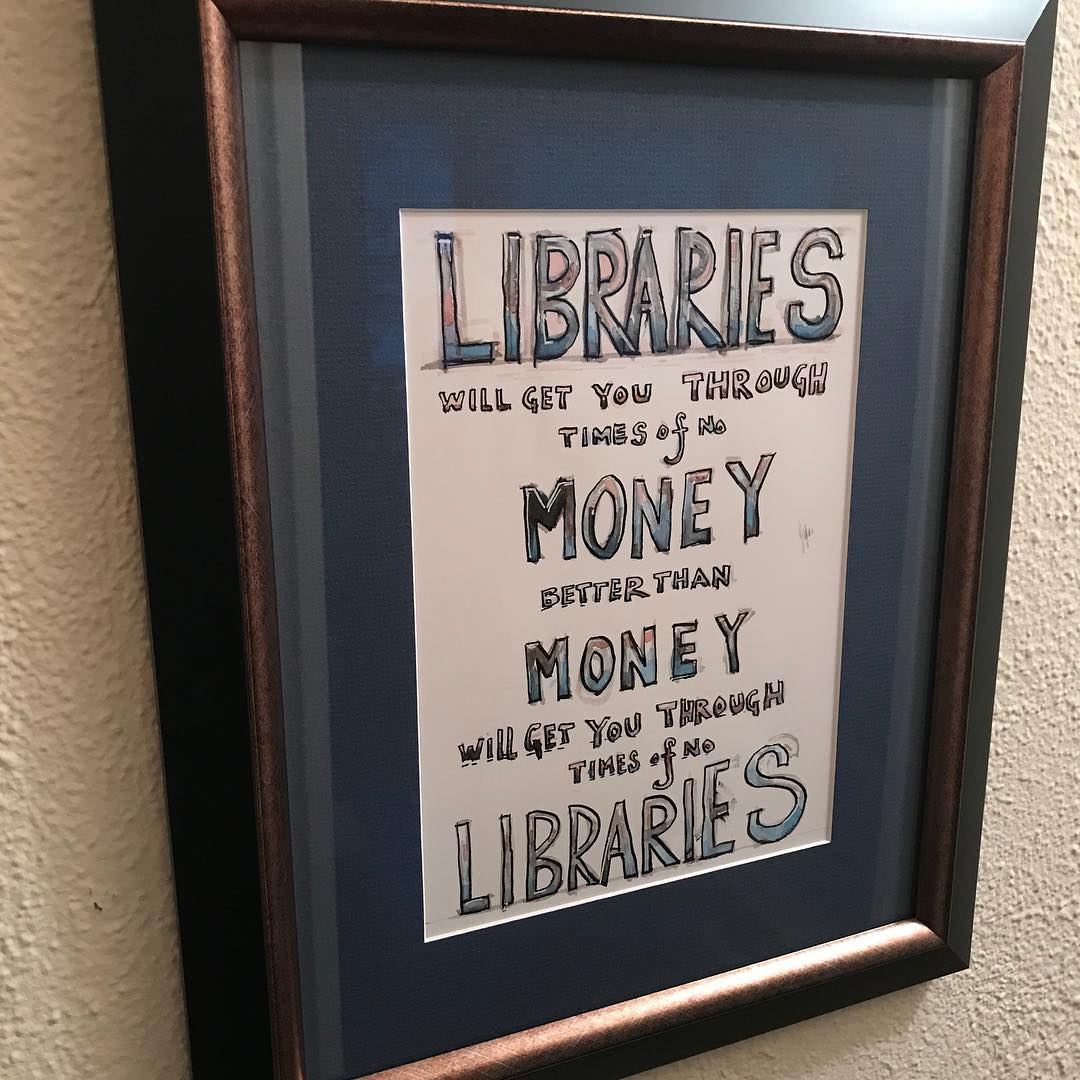 LIBRARIES
WILL GET YOU THROUGH
TIMES of No
MONEY
BETTER THAN
MONEY
WILL GET YOU THROUGH
TIMES of NO
LIBRARIES